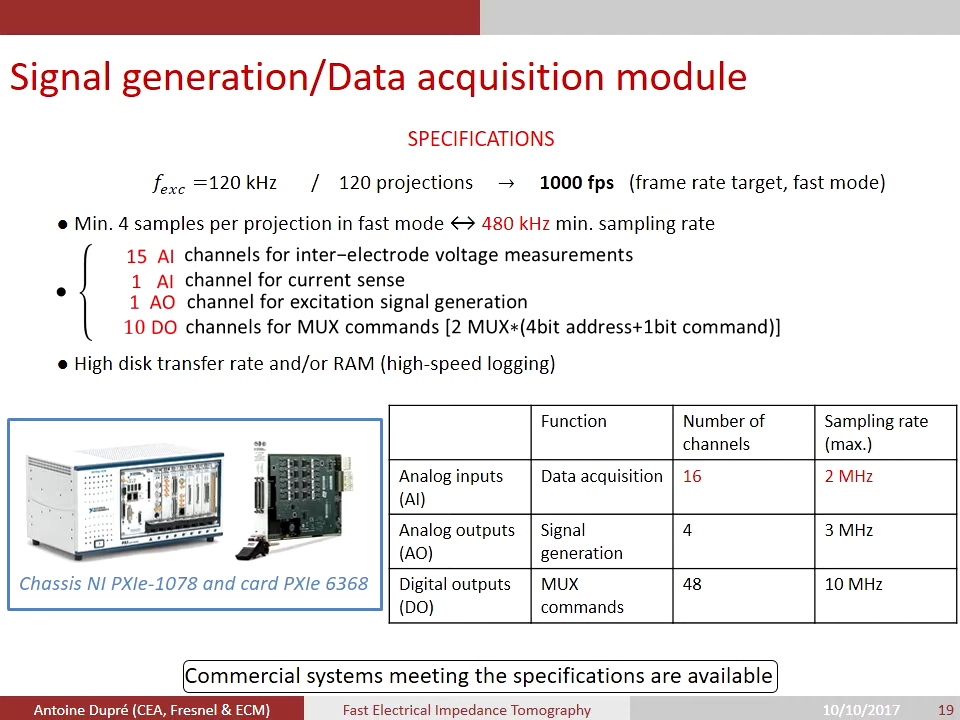 Signal generation/Data acquisition module
SPECIFICATIONS
f_exc =120 kHz / 120 projections → 1000 fps (frame rate target, fast mode)
● Min. 4 samples per projection in fast mode ↔ 480 kHz min. sampling rate
● { 15 AI channels for inter−electrode voltage measurements
1 AI channel for current sense
1 AO channel for excitation signal generation
10 DO channels for MUX commands [2 MUX∗(4bit address+1bit command)]
● High disk transfer rate and/or RAM (high-speed logging)
Chassis NI PXIe-1078 and card PXIe 6368
Function
Number of channels
Sampling rate (max.)
Analog inputs (AI)
Data acquisition
16
2 MHz
Analog outputs (AO)
Signal generation
4
3 MHz
Digital outputs (DO)
MUX commands
48
10 MHz
Commercial systems meeting the specifications are available
Antoine Dupré (CEA, Fresnel & ECM)
Fast Electrical Impedance Tomography
10/10/2017
19